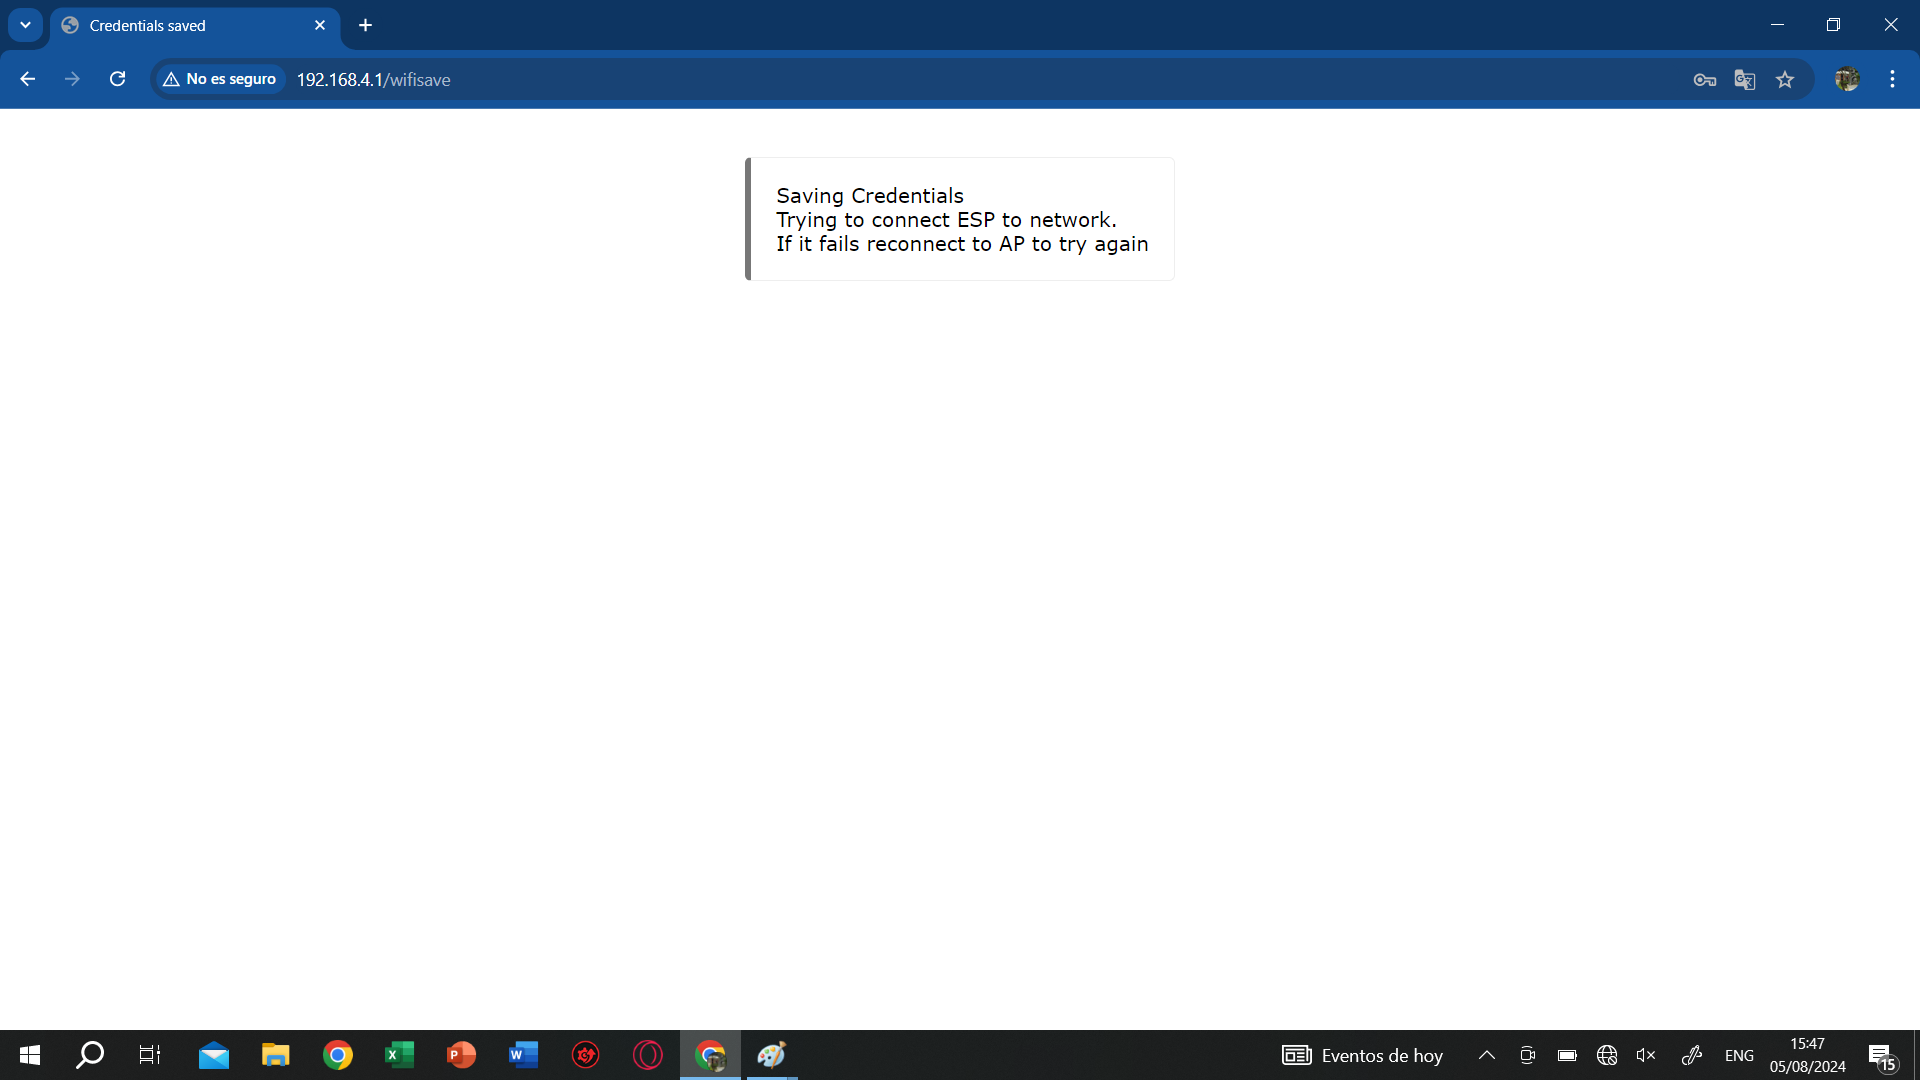 Credentials saved
No es seguro
192.168.4.1/wifisave
Saving Credentials
Trying to connect ESP to network.
If it fails reconnect to AP to try again
Eventos de hoy
ENG
15:47
05/08/2024
15